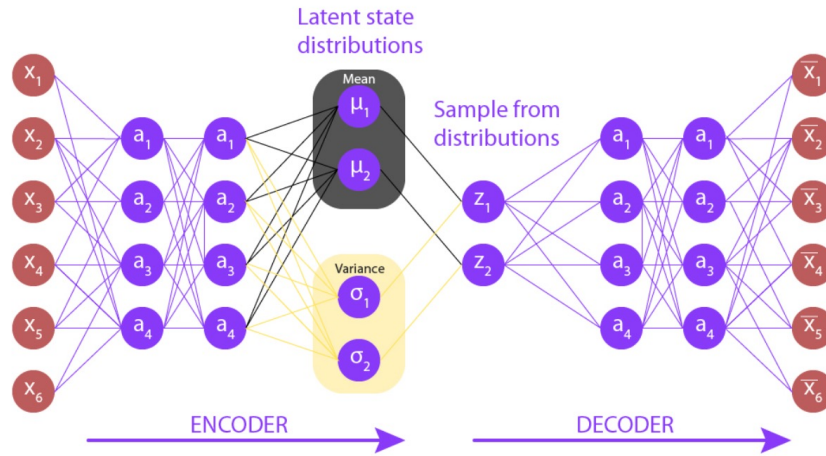 Latent state
distributions
Mean
μ₁
μ₂
Variance
σ₁
σ₂
Sample from
distributions
x₁
x₂
x₃
x₄
x₅
x₆
a₁
a₂
a₃
a₄
a₁
a₂
a₃
a₄
z₁
z₂
a₁
a₂
a₃
a₄
a₁
a₂
a₃
a₄
x̅₁
x̅₂
x̅₃
x̅₄
x̅₅
x̅₆
ENCODER
DECODER